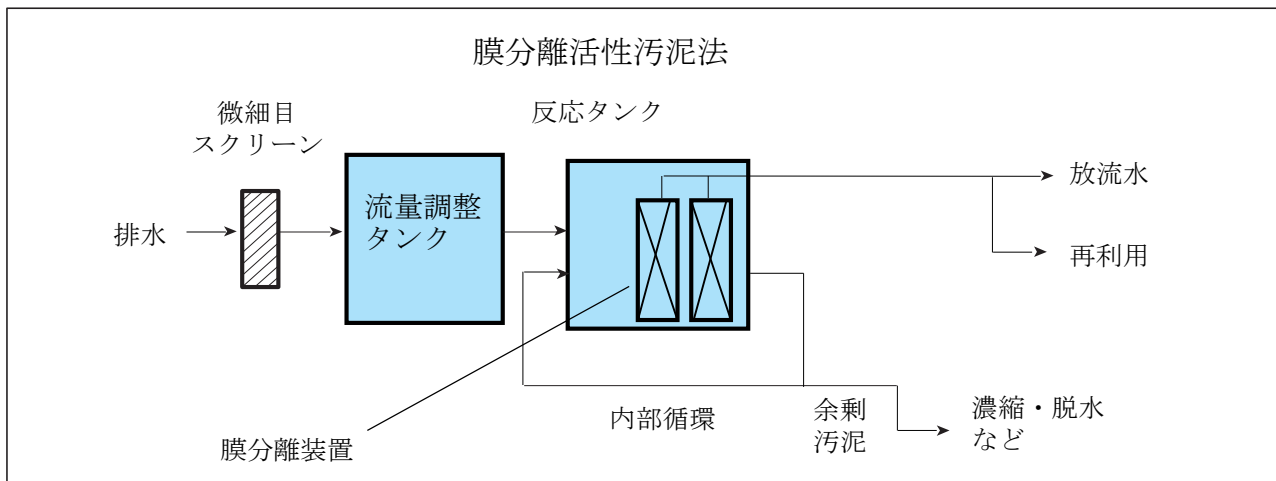 膜分離活性汚泥法
微細目
スクリーン
反応タンク
流量調整
タンク
排水
放流水
再利用
内部循環
余剰
汚泥
濃縮・脱水
など
膜分離装置